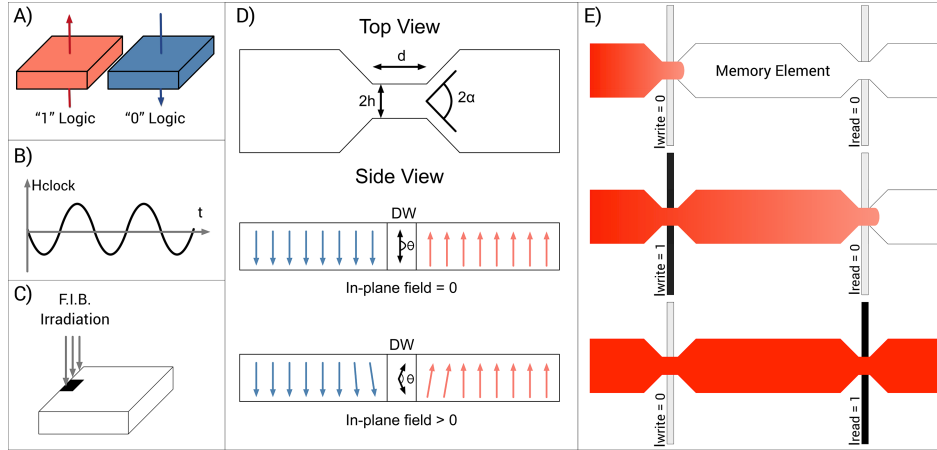 A)
"1" Logic
"0" Logic
B)
Hclock
t
C)
F.I.B.
Irradiation
D)
Top View
d
2h
2α
Side View
DW
θ
In-plane field = 0
DW
θ
In-plane field > 0
E)
Memory Element
Iwrite = 0
Iread = 0
Iwrite = 1
Iread = 0
Iwrite = 0
Iread = 1